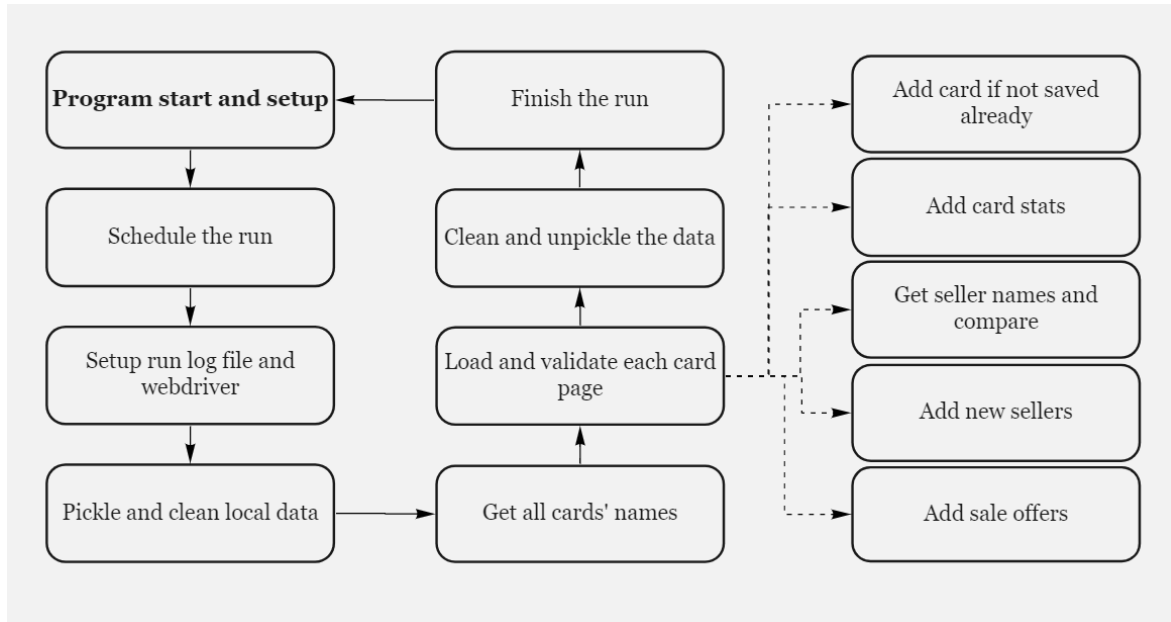 Program start and setup
Schedule the run
Setup run log file and
webdriver
Pickle and clean local data
Finish the run
Clean and unpickle the data
Load and validate each card
page
Get all cards' names
Add card if not saved
already
Add card stats
Get seller names and
compare
Add new sellers
Add sale offers